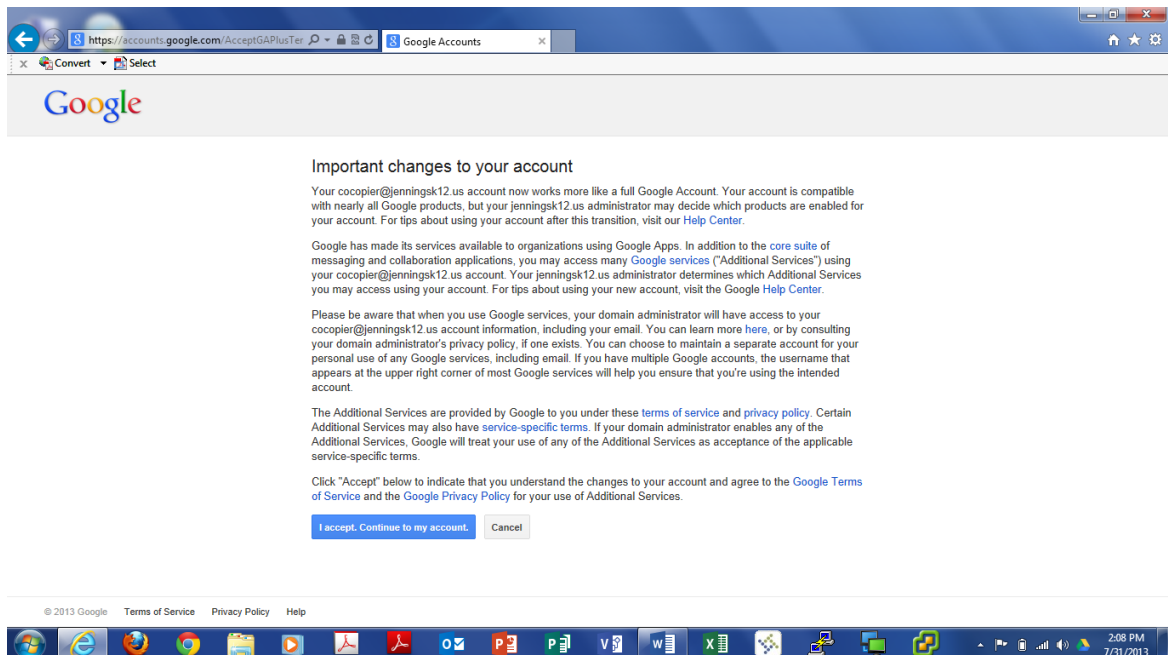 https://accounts.google.com/AcceptGAPlusTer
Google Accounts
x Convert Select
Google
Important changes to your account
Your cocopier@jenningsk12.us account now works more like a full Google Account. Your account is compatible
with nearly all Google products, but your jenningsk12.us administrator may decide which products are enabled for
your account. For tips about using your account after this transition, visit our Help Center.
Google has made its services available to organizations using Google Apps. In addition to the core suite of
messaging and collaboration applications, you may access many Google services ("Additional Services") using
your cocopier@jenningsk12.us account. Your jenningsk12.us administrator determines which Additional Services
you may access using your account. For tips about using your new account, visit the Google Help Center.
Please be aware that when you use Google services, your domain administrator will have access to your
cocopier@jenningsk12.us account information, including your email. You can learn more here, or by consulting
your domain administrator's privacy policy, if one exists. You can choose to maintain a separate account for your
personal use of any Google services, including email. If you have multiple Google accounts, the username that
appears at the upper right corner of most Google services will help you ensure that you're using the intended
account.
The Additional Services are provided by Google to you under these terms of service and privacy policy. Certain
Additional Services may also have service-specific terms. If your domain administrator enables any of the
Additional Services, Google will treat your use of any of the Additional Services as acceptance of the applicable
service-specific terms.
Click "Accept" below to indicate that you understand the changes to your account and agree to the Google Terms
of Service and the Google Privacy Policy for your use of Additional Services.
I accept. Continue to my account. Cancel
© 2013 Google Terms of Service Privacy Policy Help
2:08 PM
7/31/2013